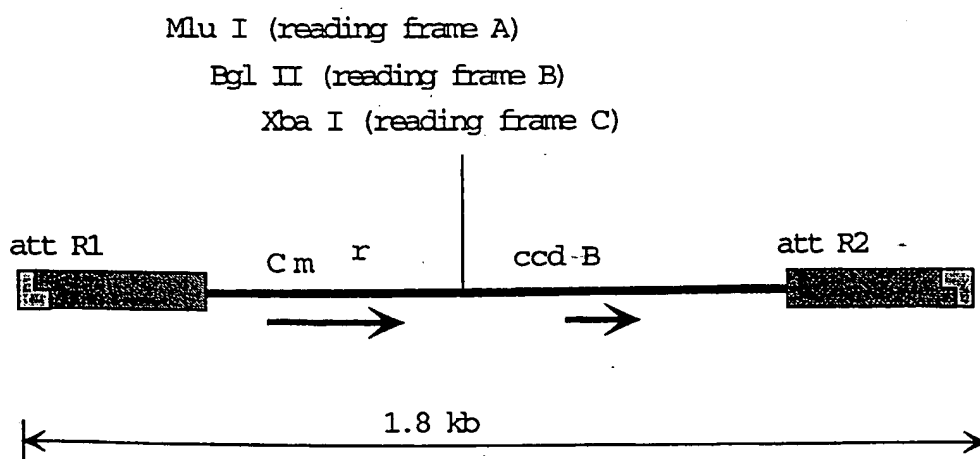 Mlu I (reading frame A)
Bgl II (reading frame B)
Xba I (reading frame C)
att R1
Cm r
ccd-B
att R2
1.8 kb